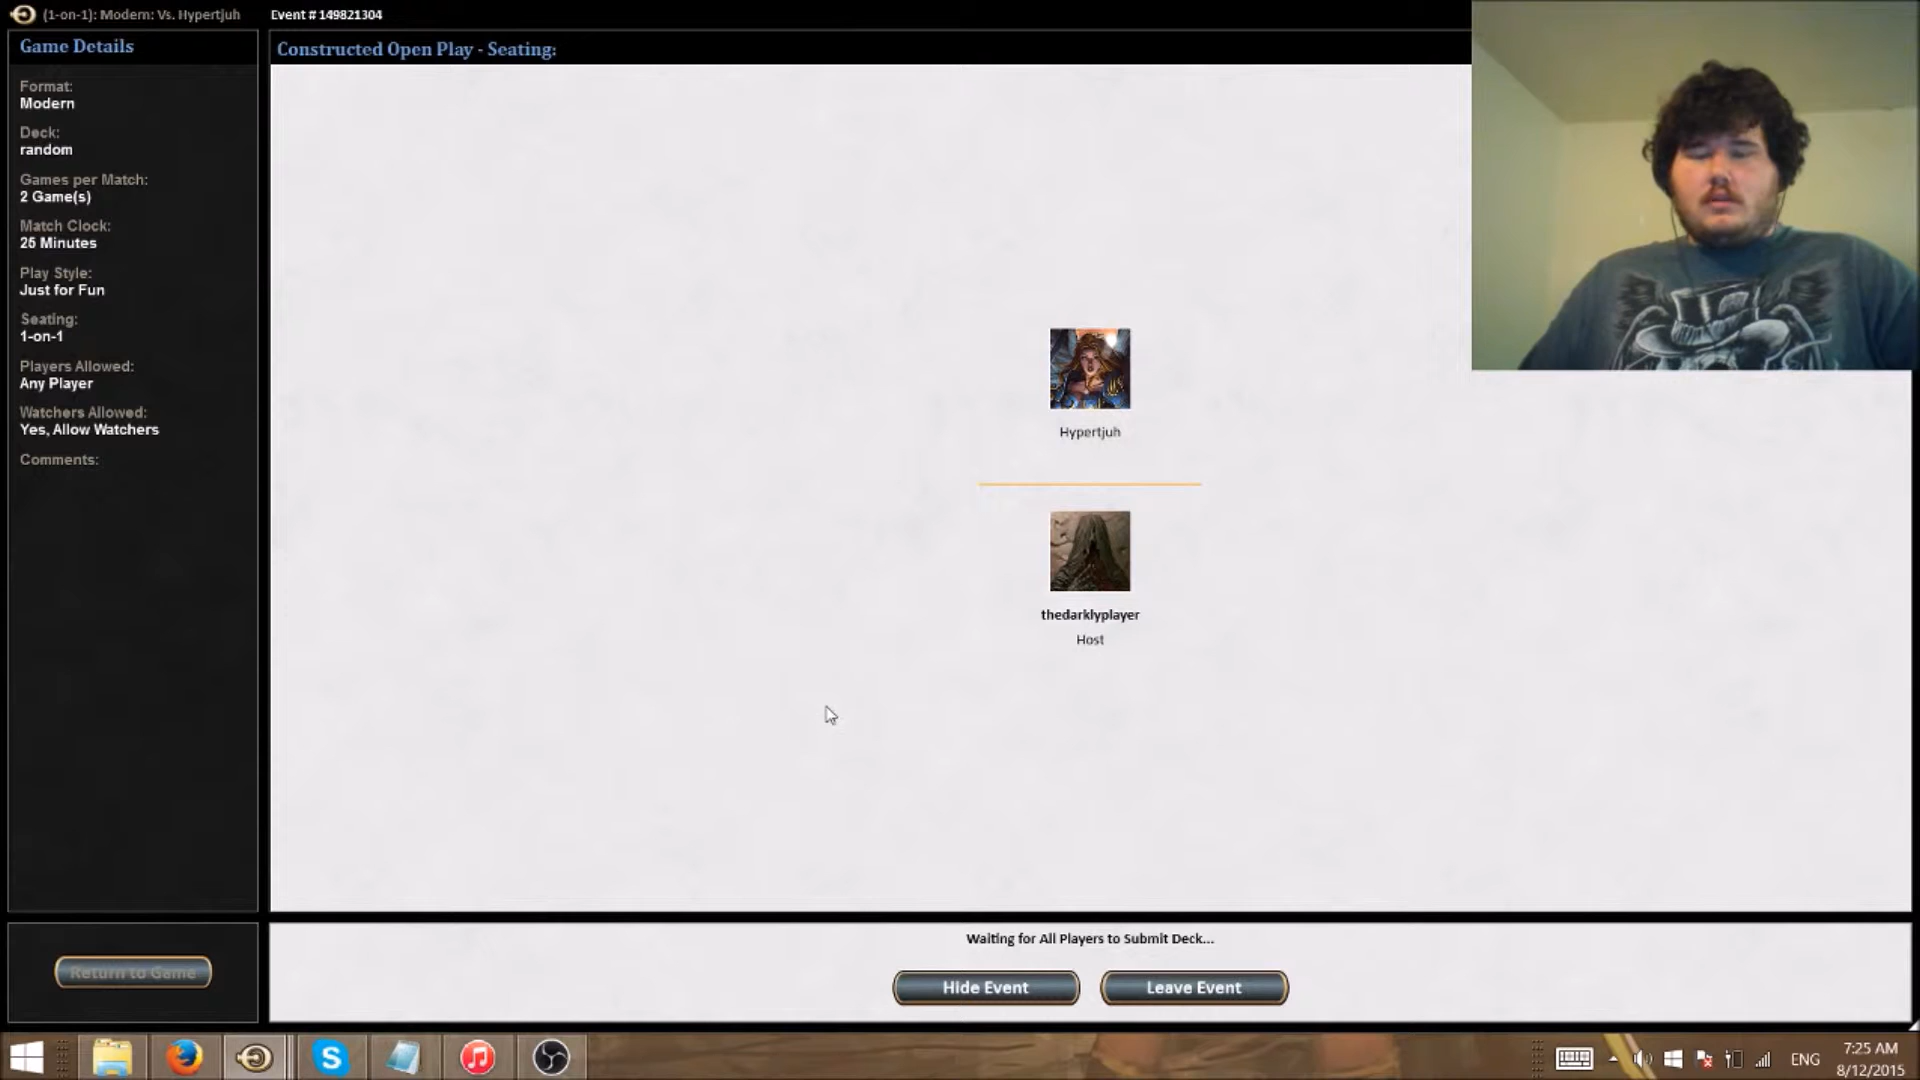 (1-on-1): Modern: Vs. Hypertjuh
Event # 149821304
Game Details
Constructed Open Play - Seating:
Format:
Modern
Deck:
random
Games per Match:
2 Game(s)
Match Clock:
25 Minutes
Play Style:
Just for Fun
Seating:
1-on-1
Players Allowed:
Any Player
Watchers Allowed:
Yes, Allow Watchers
Comments:
Hypertjuh
thedarklyplayer
Host
Waiting for All Players to Submit Deck...
Return to Game
Hide Event
Leave Event
ENG
7:25 AM
8/12/2015